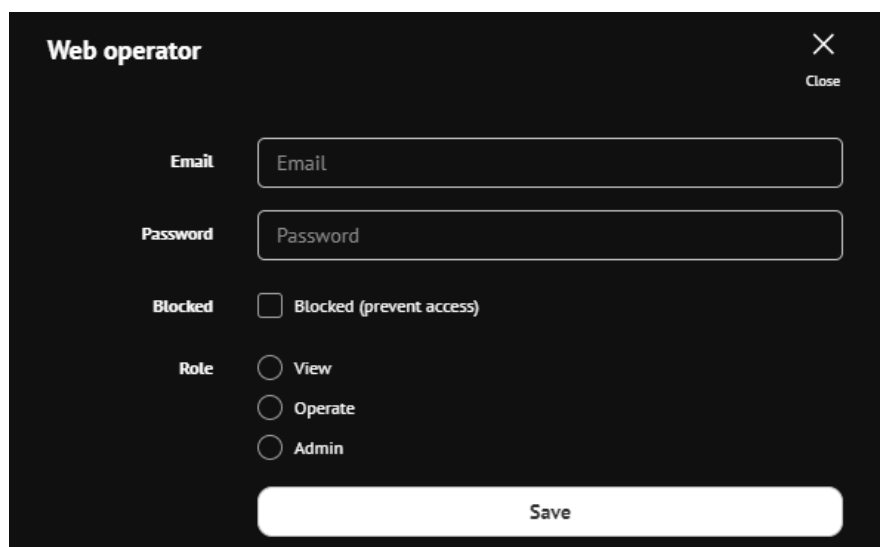 Web operator
Close
Email Email
Password Password
Blocked Blocked (prevent access)
Role View
Operate
Admin
Save